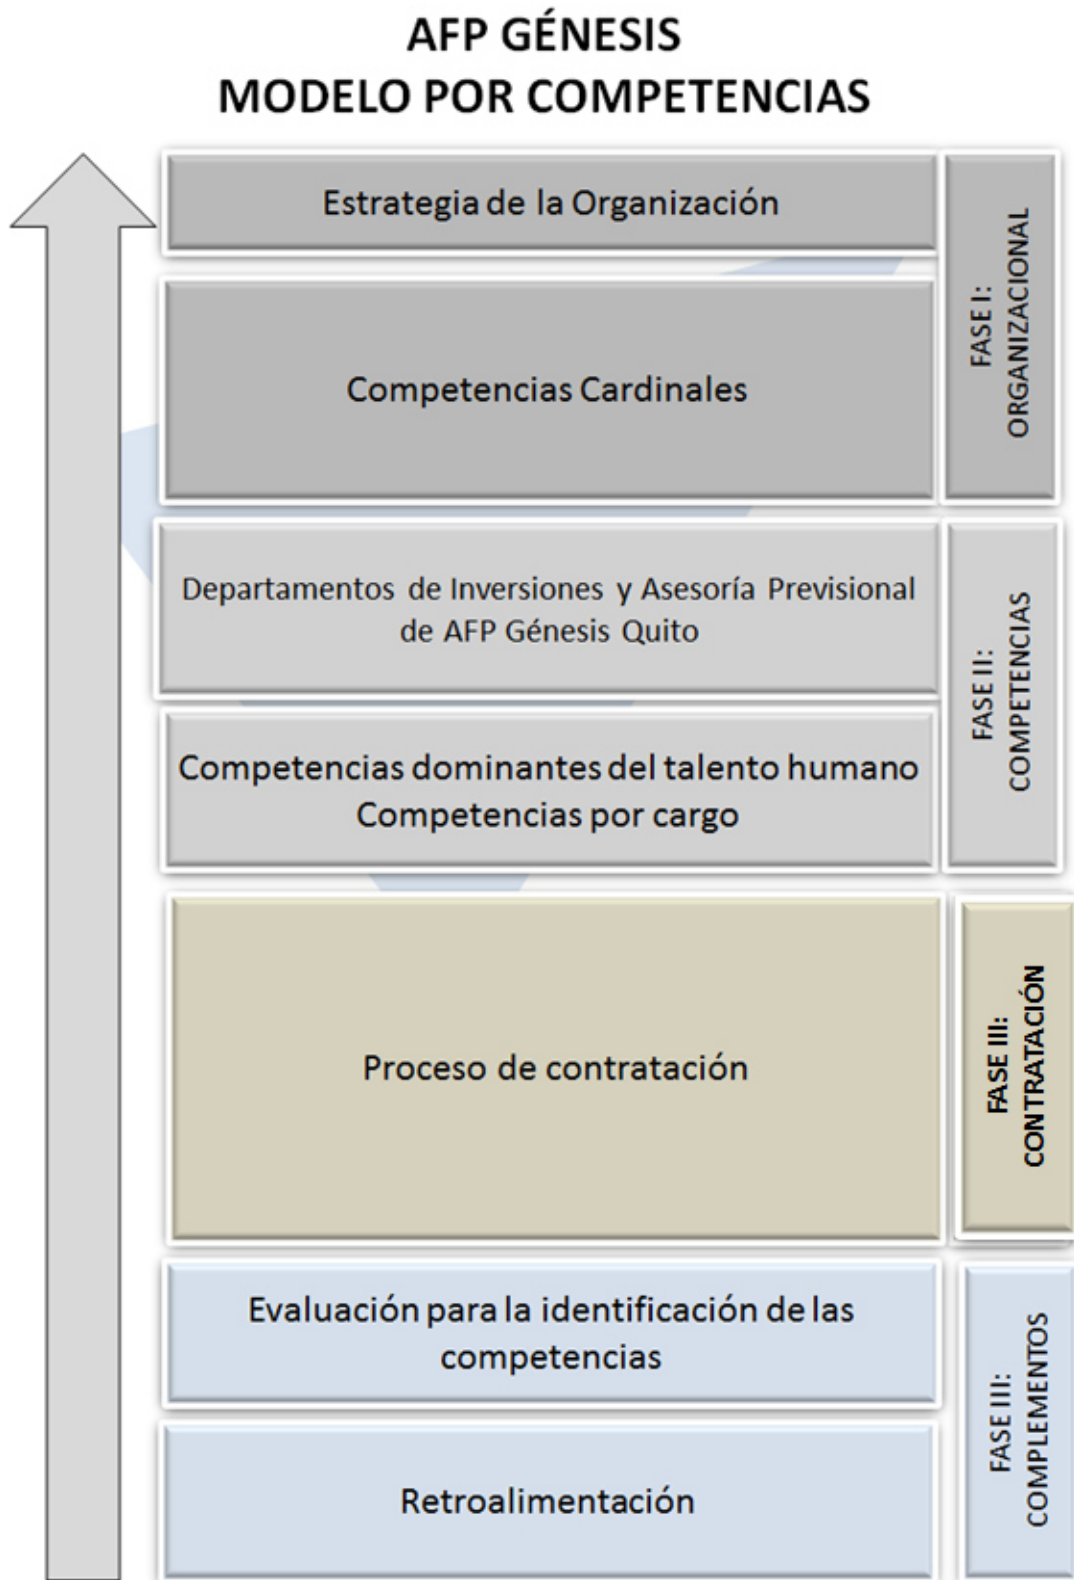 AFP GÉNESIS
MODELO POR COMPETENCIAS
Estrategia de la Organización
Competencias Cardinales
FASE I:
ORGANIZACIONAL
Departamentos de Inversiones y Asesoría Previsional
de AFP Génesis Quito
Competencias dominantes del talento humano
Competencias por cargo
FASE II:
COMPETENCIAS
Proceso de contratación
FASE III:
CONTRATACIÓN
Evaluación para la identificación de las
competencias
Retroalimentación
FASE III:
COMPLEMENTOS